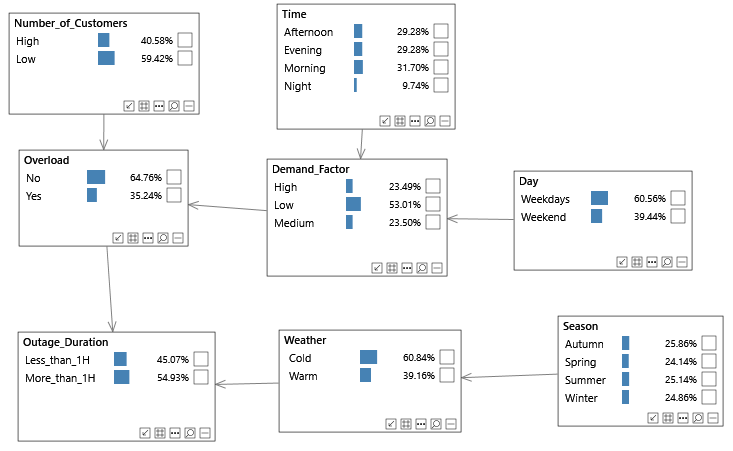 Number_of_Customers
High 40.58%
Low 59.42%
Time
Afternoon 29.28%
Evening 29.28%
Morning 31.70%
Night 9.74%
Overload
No 64.76%
Yes 35.24%
Demand_Factor
High 23.49%
Low 53.01%
Medium 23.50%
Day
Weekdays 60.56%
Weekend 39.44%
Outage_Duration
Less_than_1H 45.07%
More_than_1H 54.93%
Weather
Cold 60.84%
Warm 39.16%
Season
Autumn 25.86%
Spring 24.14%
Summer 25.14%
Winter 24.86%